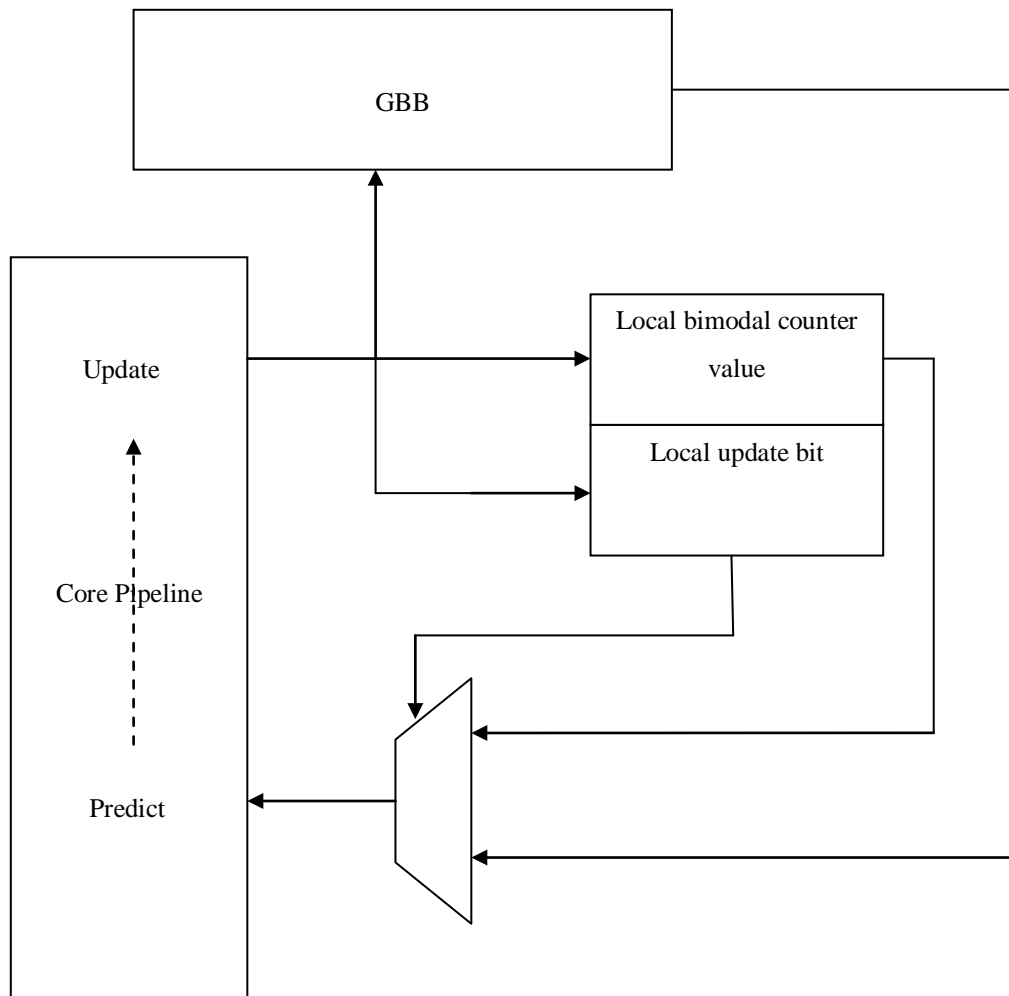 GBB
Local bimodal counter
value
Update
Local update bit
Core Pipeline
Predict